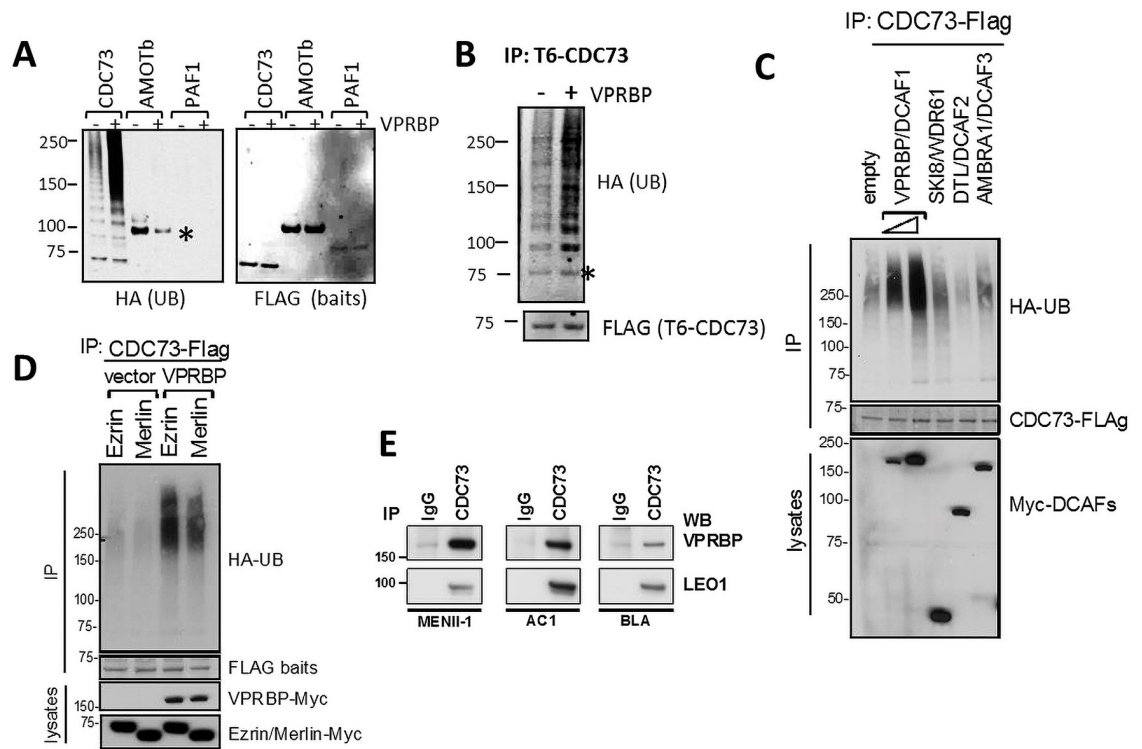 A
CDC73
AMOTb
PAF1
CDC73
AMOTb
PAF1
- + - + - +
- + - + - +
VPRBP
250
150
100
75
*
HA (UB)
FLAG (baits)
B
IP: T6-CDC73
- + VPRBP
250
150
100
75
*
HA (UB)
75
FLAG (T6-CDC73)
C
IP: CDC73-Flag
empty
VPRBP/DCAF1
SKI8/WDR61
DTL/DCAF2
AMBRA1/DCAF3
IP
250-
150-
100-
75-
HA-UB
75-
CDC73-FLAg
lysates
250-
150-
100-
75-
50-
Myc-DCAFs
D
IP: CDC73-Flag
vector VPRBP
Ezrin
Merlin
Ezrin
Merlin
IP
250-
150-
100-
75-
HA-UB
75-
FLAG baits
lysates
150-
VPRBP-Myc
75-
Ezrin/Merlin-Myc
E
IP
IgG
CDC73
IgG
CDC73
IgG
CDC73
WB
VPRBP
150
100
LEO1
MENII-1
AC1
BLA